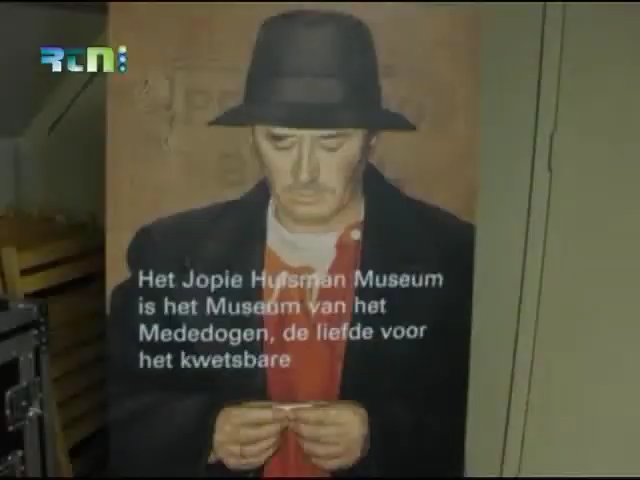 RTNi
Het Jopie Huisman Museum
is het Museum van het
Mededogen, de liefde voor
het kwetsbare